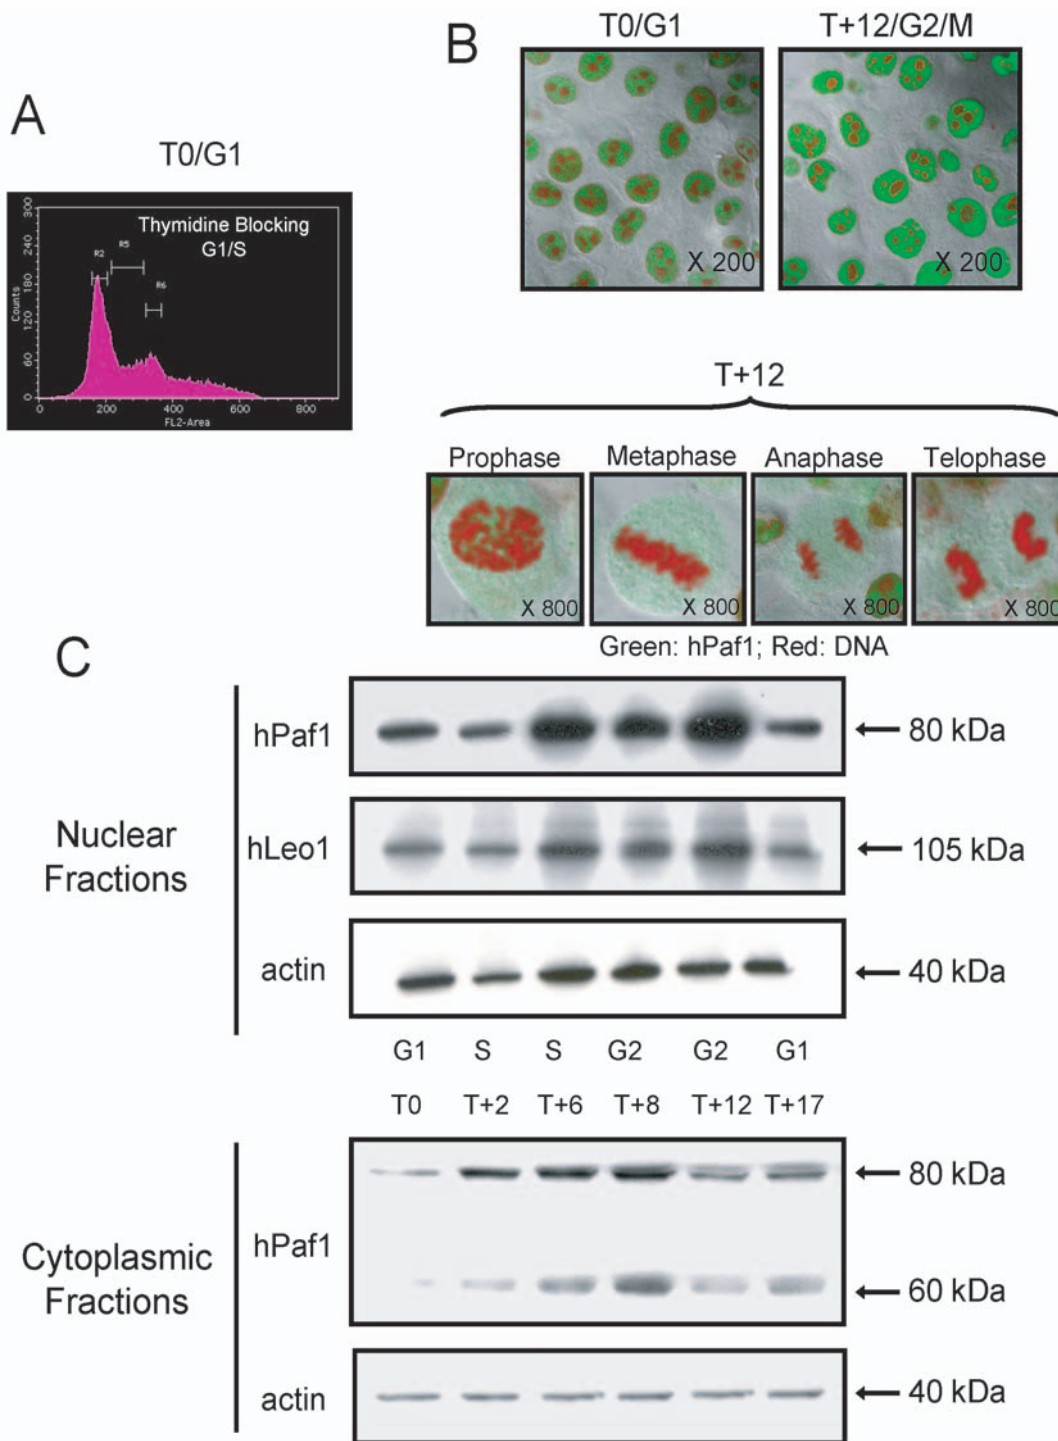 A
T0/G1
Thymidine Blocking
G1/S
R2
R5
R6
300
240
180
120
60
0
Counts
0 200 400 600 800
FL2-Area
B
T0/G1
T+12/G2/M
X 200
X 200
T+12
Prophase
Metaphase
Anaphase
Telophase
X 800
X 800
X 800
X 800
Green: hPaf1; Red: DNA
C
Nuclear
Fractions
hPaf1
80 kDa
hLeo1
105 kDa
actin
40 kDa
G1 S S G2 G2 G1
T0 T+2 T+6 T+8 T+12 T+17
Cytoplasmic
Fractions
hPaf1
80 kDa
60 kDa
actin
40 kDa